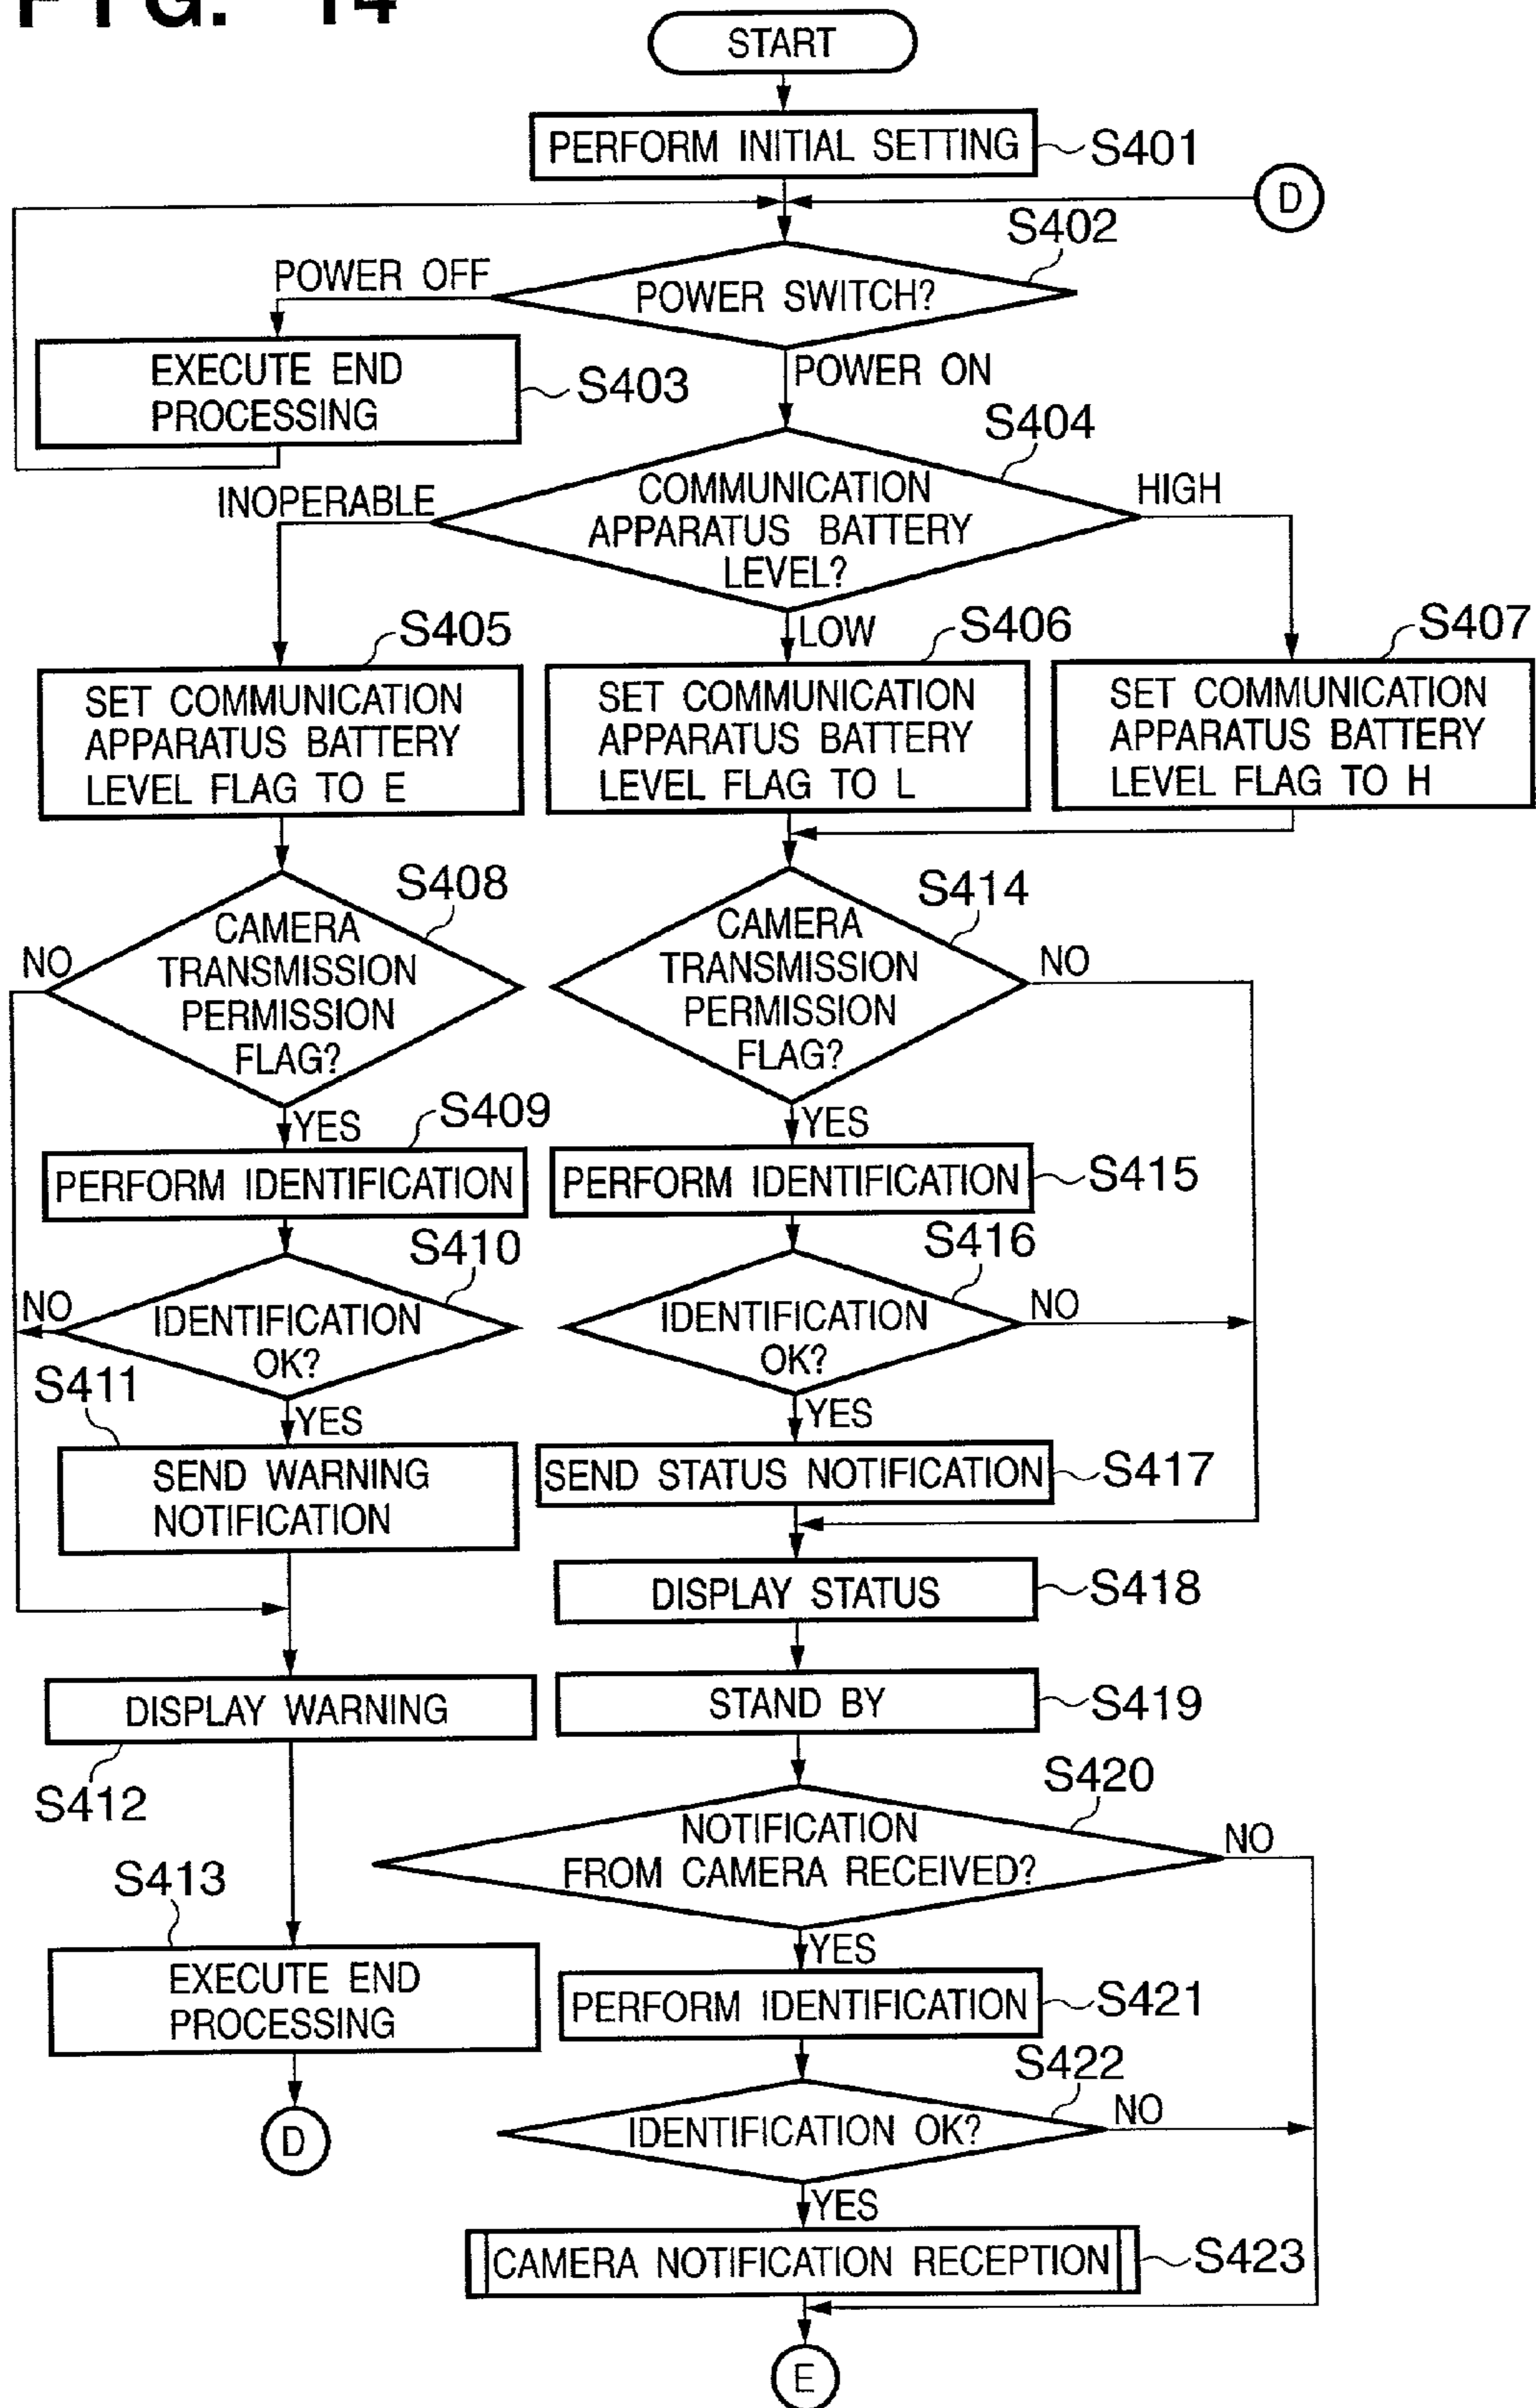 FIG. 14
START
PERFORM INITIAL SETTING
S401
D
S402
POWER OFF
POWER SWITCH?
EXECUTE END
PROCESSING
S403
POWER ON
S404
INOPERABLE
COMMUNICATION
APPARATUS BATTERY
LEVEL?
HIGH
LOW
S405
S406
S407
SET COMMUNICATION
APPARATUS BATTERY
LEVEL FLAG TO E
SET COMMUNICATION
APPARATUS BATTERY
LEVEL FLAG TO L
SET COMMUNICATION
APPARATUS BATTERY
LEVEL FLAG TO H
S408
NO
CAMERA
TRANSMISSION
PERMISSION
FLAG?
S414
CAMERA
TRANSMISSION
PERMISSION
FLAG?
NO
YES
S409
YES
PERFORM IDENTIFICATION
PERFORM IDENTIFICATION
S415
S410
S416
NO
IDENTIFICATION
OK?
IDENTIFICATION
OK?
NO
S411
YES
YES
SEND WARNING
NOTIFICATION
SEND STATUS NOTIFICATION
S417
DISPLAY STATUS
S418
DISPLAY WARNING
S412
STAND BY
S419
S420
NOTIFICATION
FROM CAMERA RECEIVED?
NO
S413
EXECUTE END
PROCESSING
D
YES
PERFORM IDENTIFICATION
S421
S422
IDENTIFICATION OK?
NO
YES
CAMERA NOTIFICATION RECEPTION
S423
E